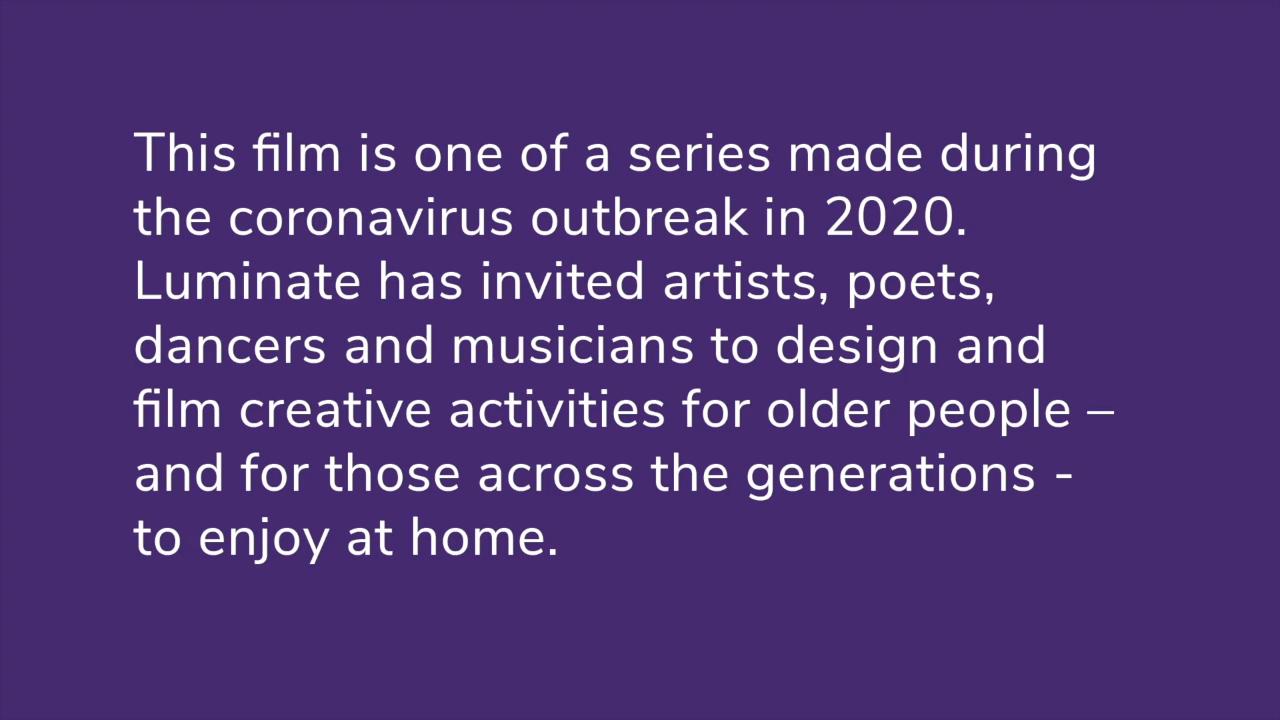 This film is one of a series made during
the coronavirus outbreak in 2020.
Luminate has invited artists, poets,
dancers and musicians to design and
film creative activities for older people –
and for those across the generations -
to enjoy at home.